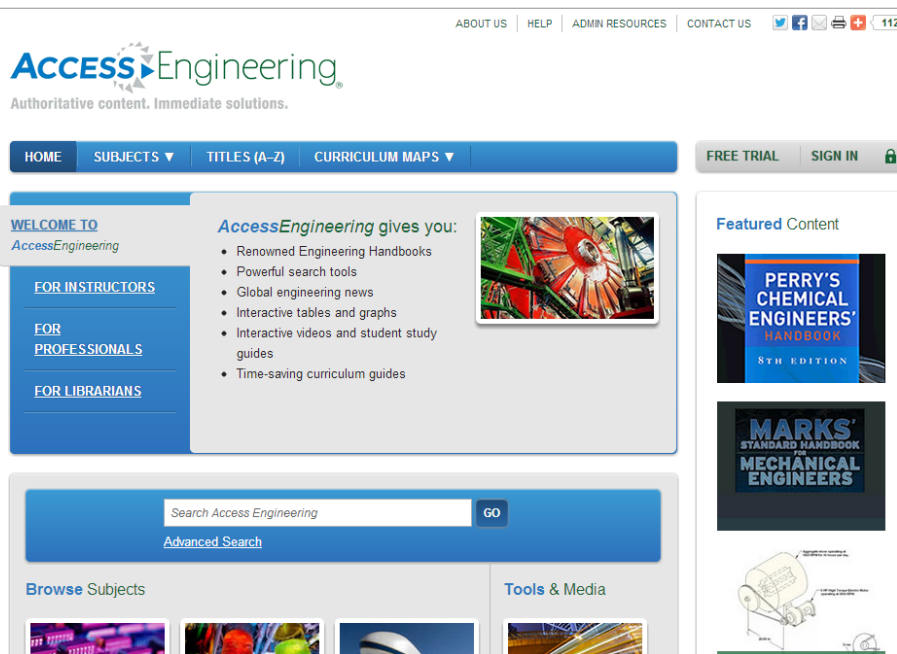 ABOUT US
HELP
ADMIN RESOURCES
CONTACT US
112
ACCESS Engineering®
Authoritative content. Immediate solutions.
HOME
SUBJECTS ▼
TITLES (A–Z)
CURRICULUM MAPS ▼
FREE TRIAL
SIGN IN
WELCOME TO
AccessEngineering
FOR INSTRUCTORS
FOR
PROFESSIONALS
FOR LIBRARIANS
AccessEngineering gives you:
• Renowned Engineering Handbooks
• Powerful search tools
• Global engineering news
• Interactive tables and graphs
• Interactive videos and student study
guides
• Time-saving curriculum guides
Featured Content
PERRY'S
CHEMICAL
ENGINEERS'
HANDBOOK
8TH EDITION
MARKS'
STANDARD HANDBOOK
FOR
MECHANICAL
ENGINEERS
Search Access Engineering
GO
Advanced Search
Browse Subjects
Tools & Media